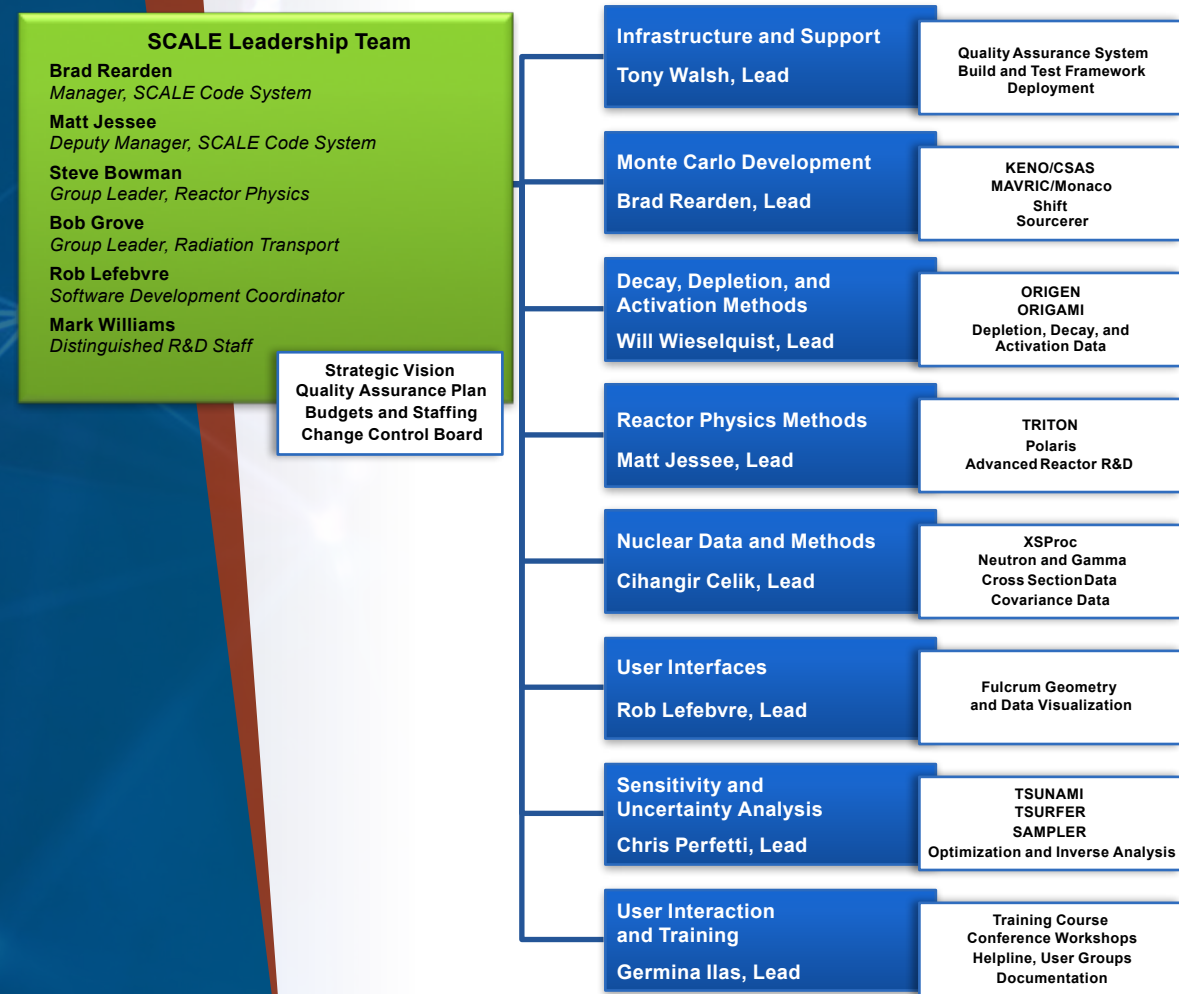 SCALE Leadership Team
Brad Rearden
Manager, SCALE Code System
Matt Jessee
Deputy Manager, SCALE Code System
Steve Bowman
Group Leader, Reactor Physics
Bob Grove
Group Leader, Radiation Transport
Rob Lefebvre
Software Development Coordinator
Mark Williams
Distinguished R&D Staff
Strategic Vision
Quality Assurance Plan
Budgets and Staffing
Change Control Board
Infrastructure and Support
Tony Walsh, Lead
Quality Assurance System
Build and Test Framework
Deployment
Monte Carlo Development
Brad Rearden, Lead
KENO/CSAS
MAVRIC/Monaco
Shift
Sourcerer
Decay, Depletion, and
Activation Methods
Will Wieselquist, Lead
ORIGEN
ORIGAMI
Depletion, Decay, and
Activation Data
Reactor Physics Methods
Matt Jessee, Lead
TRITON
Polaris
Advanced Reactor R&D
Nuclear Data and Methods
Cihangir Celik, Lead
XSProc
Neutron and Gamma
Cross Section Data
Covariance Data
User Interfaces
Rob Lefebvre, Lead
Fulcrum Geometry
and Data Visualization
Sensitivity and
Uncertainty Analysis
Chris Perfetti, Lead
TSUNAMI
TSURFER
SAMPLER
Optimization and Inverse Analysis
User Interaction
and Training
Germina Ilas, Lead
Training Course
Conference Workshops
Helpline, User Groups
Documentation